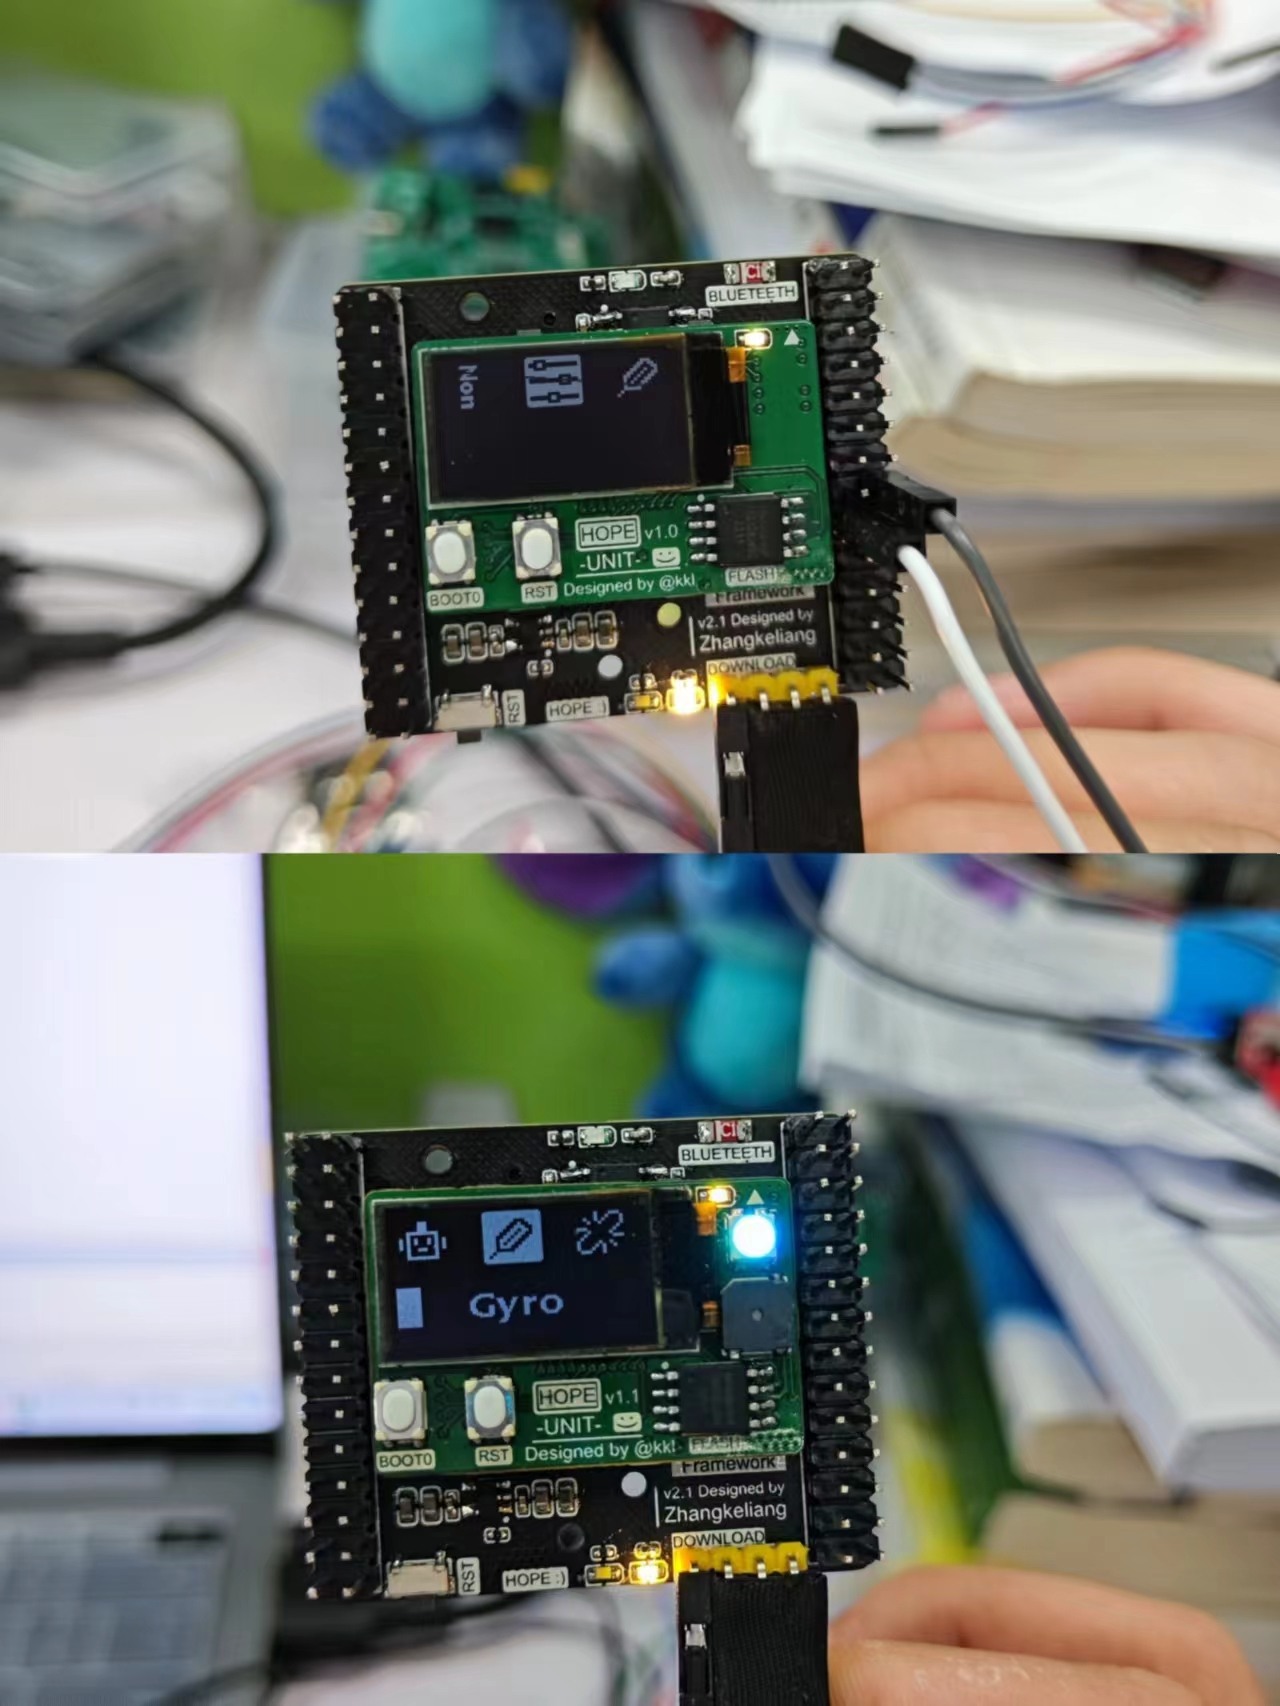 BLUETEETH
Non
HOPE v1.0
-UNIT-
Designed by @kkl
BOOT0
RST
FLASH
Framework
v2.1 Designed by
Zhangkeliang
DOWNLOAD
RST
HOPE :)
BLUETEETH
Gyro
HOPE v1.1
-UNIT-
Designed by @kkl
BOOT0
RST
FLASH
Framework
v2.1 Designed by
Zhangkeliang
DOWNLOAD
RST
HOPE :)